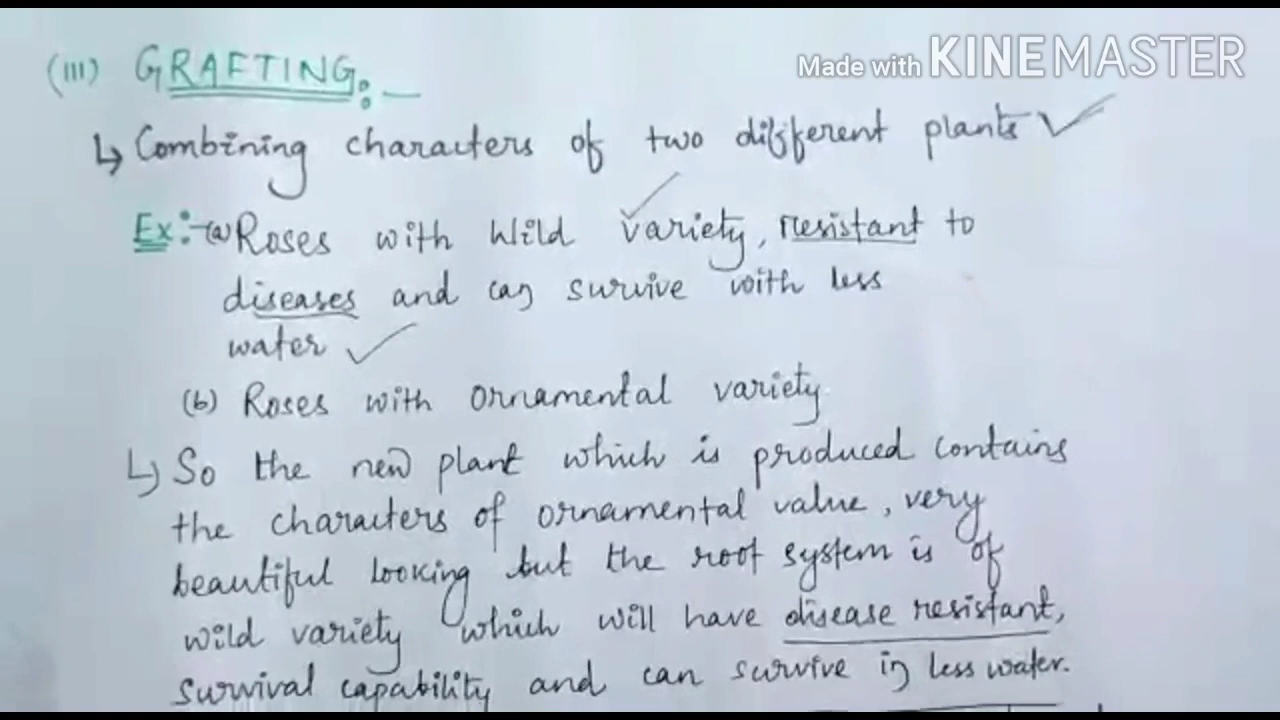 Made with KINEMASTER
(III) GRAFTING:-
↳ Combining characters of two different plants ✓
Ex:- (a) Roses with Wild variety, resistant to
diseases and can survive with less
water ✓
(b) Roses with ornamental variety
↳ So the new plant which is produced contains
the characters of ornamental value, very
beautiful looking but the root system is of
wild variety which will have disease resistant,
survival capability and can survive in less water.